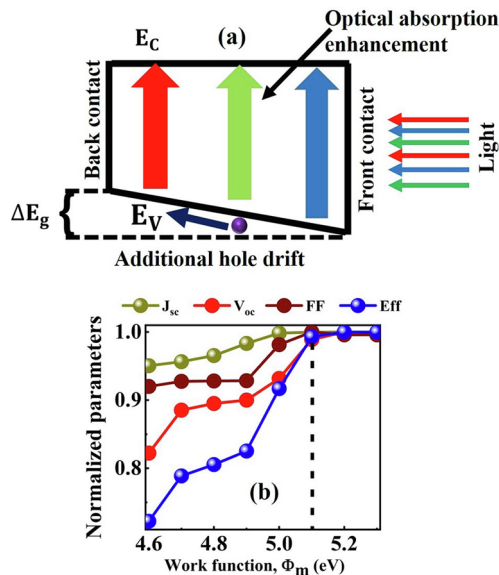 (a)
Optical absorption
enhancement
E_C
Back contact
Front contact
Light
ΔE_g
E_V
Additional hole drift
J_sc V_oc FF Eff
Normalized parameters
1.0
0.9
0.8
(b)
4.6 4.8 5.0 5.2
Work function, Φ_m (eV)